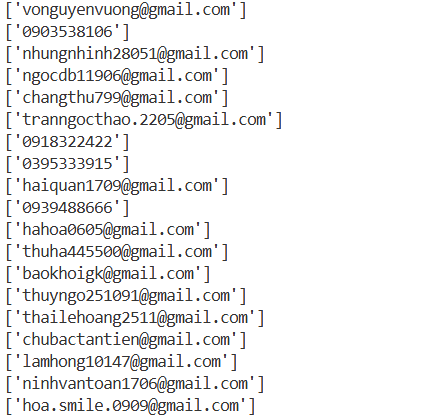 ['vonguyenvuong@gmail.com']
['0903538106']
['nhungnhinh28051@gmail.com']
['ngocdb11906@gmail.com']
['changthu799@gmail.com']
['tranngocthao.2205@gmail.com']
['0918322422']
['0395333915']
['haiquan1709@gmail.com']
['0939488666']
['hahoa0605@gmail.com']
['thuha445500@gmail.com']
['baokhoigk@gmail.com']
['thuyngo251091@gmail.com']
['thailehoang2511@gmail.com']
['chubactantien@gmail.com']
['lamhong10147@gmail.com']
['ninhvantoan1706@gmail.com']
['hoa.smile.0909@gmail.com']